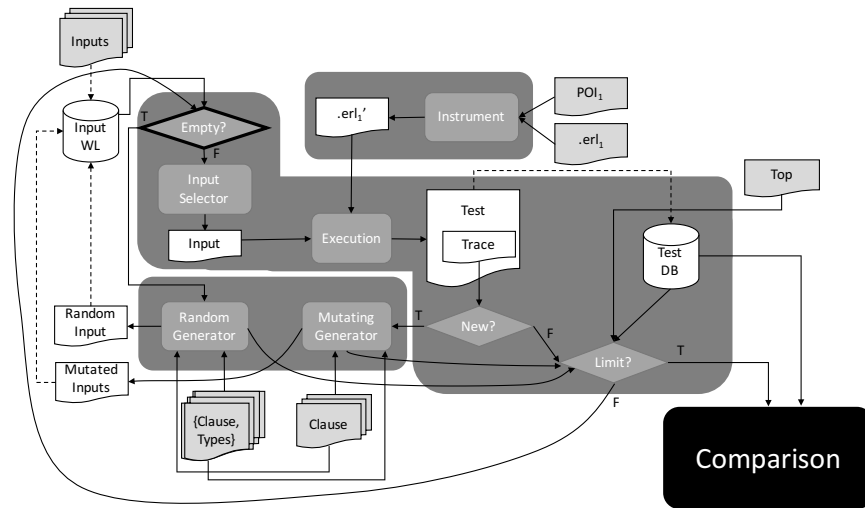 Inputs
Input
WL
T
Empty?
F
Input
Selector
Input
.erl₁’
Instrument
POI₁
.erl₁
Execution
Test
Trace
Top
Test
DB
Random
Input
Mutated
Inputs
Random
Generator
Mutating
Generator
T
New?
F
Limit?
T
F
{Clause,
Types}
Clause
Comparison